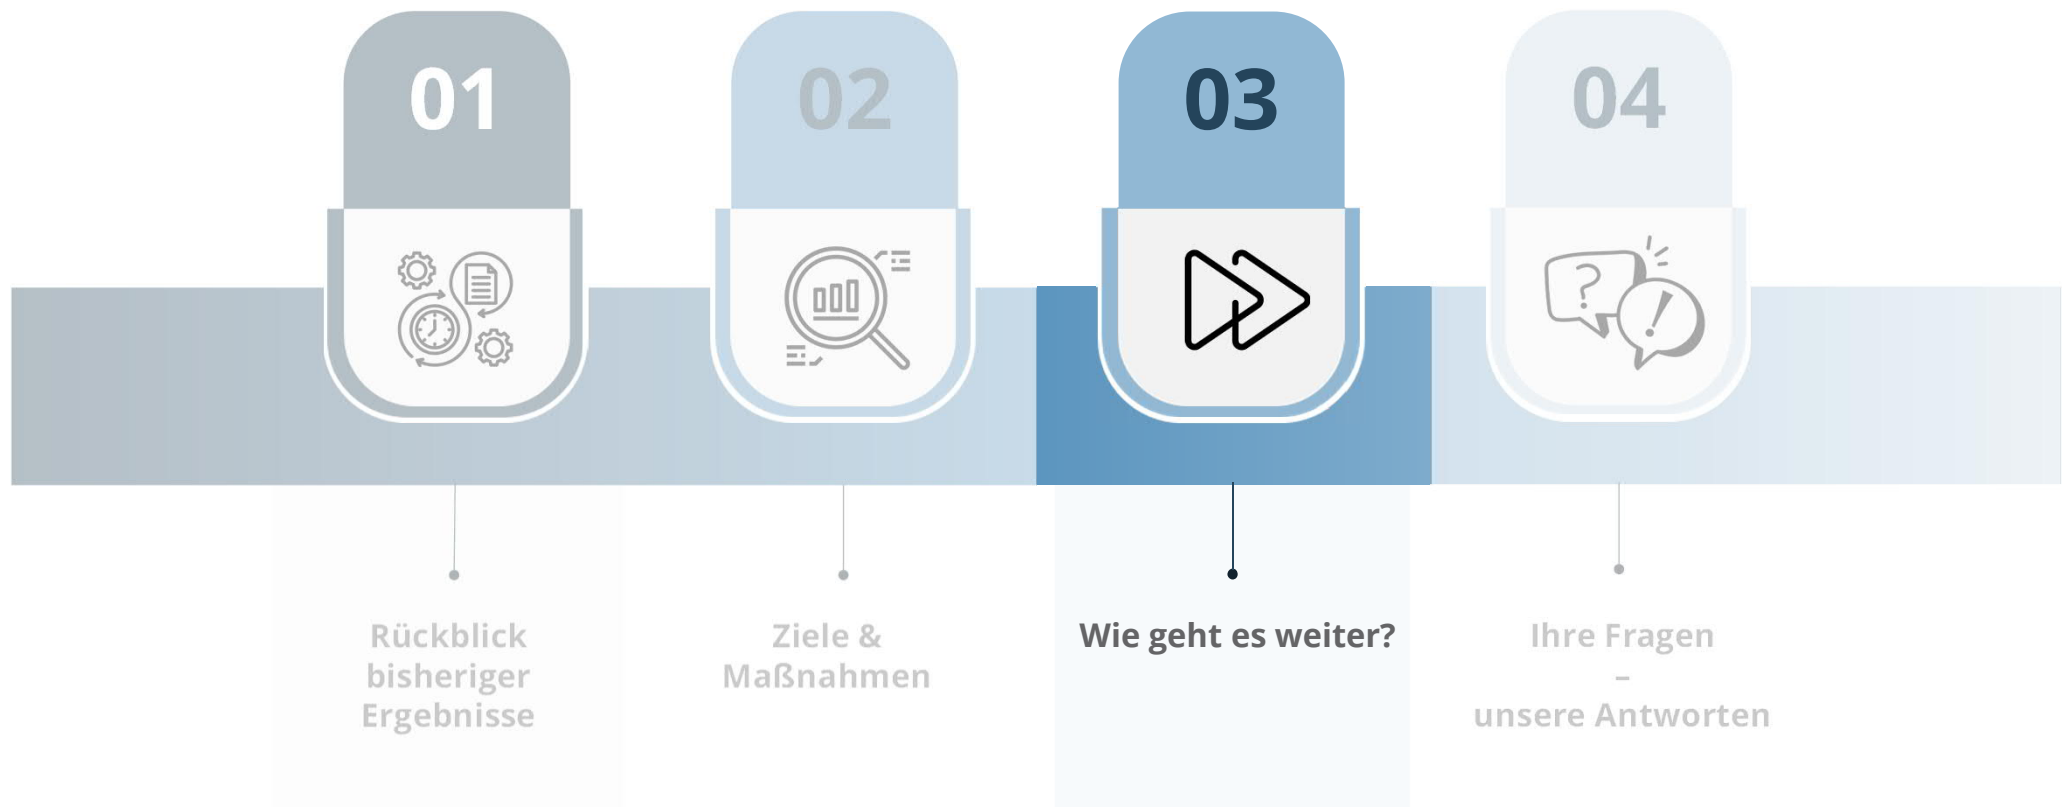 01
02
03
04
Rückblick
bisheriger
Ergebnisse
Ziele &
Maßnahmen
Wie geht es weiter?
Ihre Fragen
–
unsere Antworten